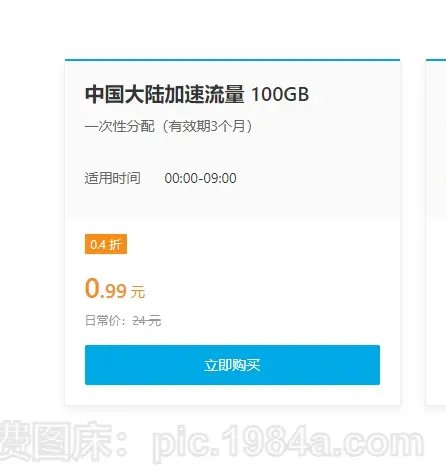 中国大陆加速流量 100GB
一次性分配（有效期3个月）
适用时间 00:00-09:00
0.4 折
0.99 元
日常价：24 元
立即购买
费图床：pic.1984a.com